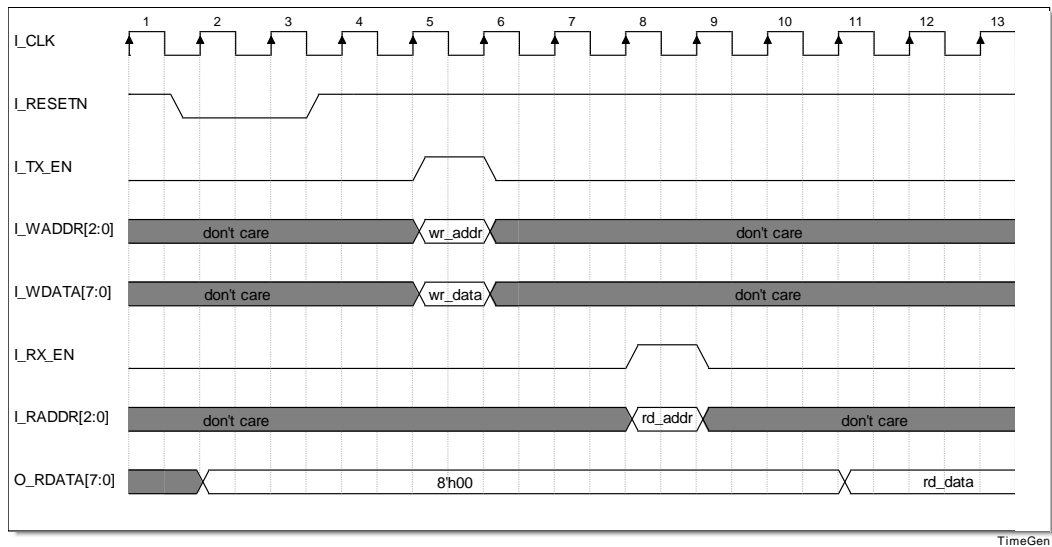 1 2 3 4 5 6 7 8 9 10 11 12 13
I_CLK
I_RESETN
I_TX_EN
I_WADDR[2:0] don't care wr_addr don't care
I_WDATA[7:0] don't care wr_data don't care
I_RX_EN
I_RADDR[2:0] don't care rd_addr don't care
O_RDATA[7:0] 8'h00 rd_data
TimeGen